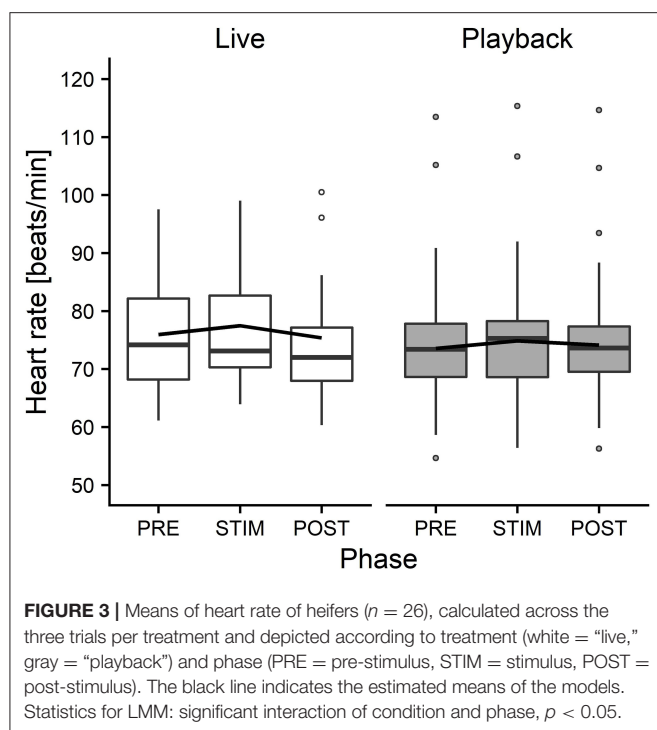 Live Playback
120
110
100
90
80
70
60
50
Heart rate [beats/min]
PRE STIM POST PRE STIM POST
Phase
FIGURE 3 | Means of heart rate of heifers (n = 26), calculated across the
three trials per treatment and depicted according to treatment (white = “live,”
gray = “playback”) and phase (PRE = pre-stimulus, STIM = stimulus, POST =
post-stimulus). The black line indicates the estimated means of the models.
Statistics for LMM: significant interaction of condition and phase, p < 0.05.